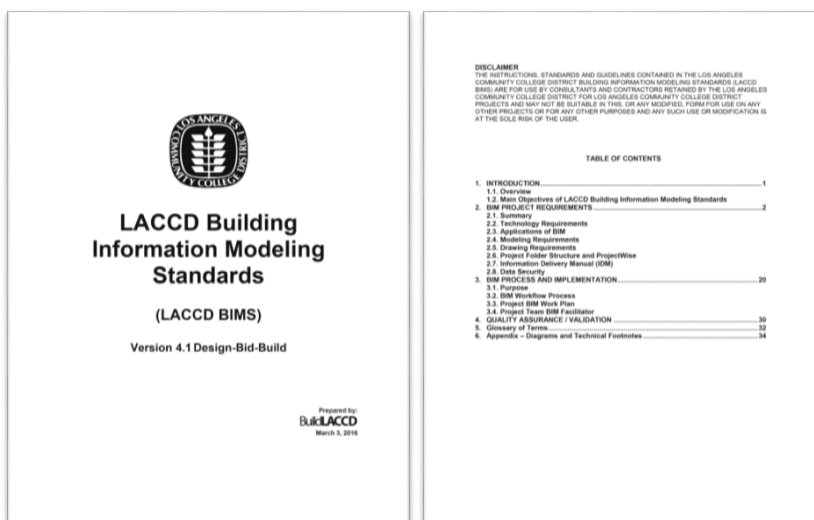 LOS ANGELES
COMMUNITY COLLEGE DISTRICT
LACCD Building
Information Modeling
Standards
(LACCD BIMS)
Version 4.1 Design-Bid-Build
Prepared by:
BuildLACCD
March 3, 2016
DISCLAIMER
THE INSTRUCTIONS, STANDARDS AND GUIDELINES CONTAINED IN THE LOS ANGELES
COMMUNITY COLLEGE DISTRICT BUILDING INFORMATION MODELING STANDARDS (LACCD
BIMS) ARE FOR USE BY CONSULTANTS AND CONTRACTORS RETAINED BY THE LOS ANGELES
COMMUNITY COLLEGE DISTRICT FOR LOS ANGELES COMMUNITY COLLEGE DISTRICT
PROJECTS AND MAY NOT BE SUITABLE IN THIS, OR ANY MODIFIED, FORM FOR USE ON ANY
OTHER PROJECTS OR FOR ANY OTHER PURPOSES AND ANY SUCH USE OR MODIFICATION IS
AT THE SOLE RISK OF THE USER.
TABLE OF CONTENTS
1. INTRODUCTION 1
1.1. Overview
1.2. Main Objectives of LACCD Building Information Modeling Standards
2. BIM PROJECT REQUIREMENTS 2
2.1. Summary
2.2. Technology Requirements
2.3. Applications of BIM
2.4. Modeling Requirements
2.5. Drawing Requirements
2.6. Project Folder Structure and ProjectWise
2.7. Information Delivery Manual (IDM)
2.8. Data Security
3. BIM PROCESS AND IMPLEMENTATION 20
3.1. Purpose
3.2. BIM Workflow Process
3.3. Project BIM Work Plan
3.4. Project Team BIM Facilitator
4. QUALITY ASSURANCE / VALIDATION 30
5. Glossary of Terms 32
6. Appendix – Diagrams and Technical Footnotes 34